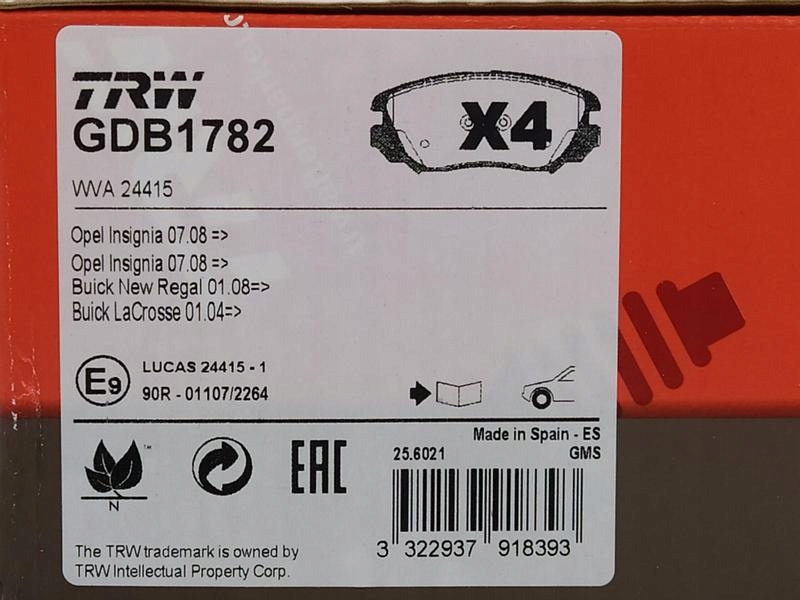 TRW
GDB1782
X4
WVA 24415
Opel Insignia 07.08 =>
Opel Insignia 07.08 =>
Buick New Regal 01.08=>
Buick LaCrosse 01.04=>
E9
LUCAS 24415 - 1
90R - 01107/2264
Made in Spain - ES
25.6021 GMS
™
N
EAC
3 322937 918393
The TRW trademark is owned by
TRW Intellectual Property Corp.